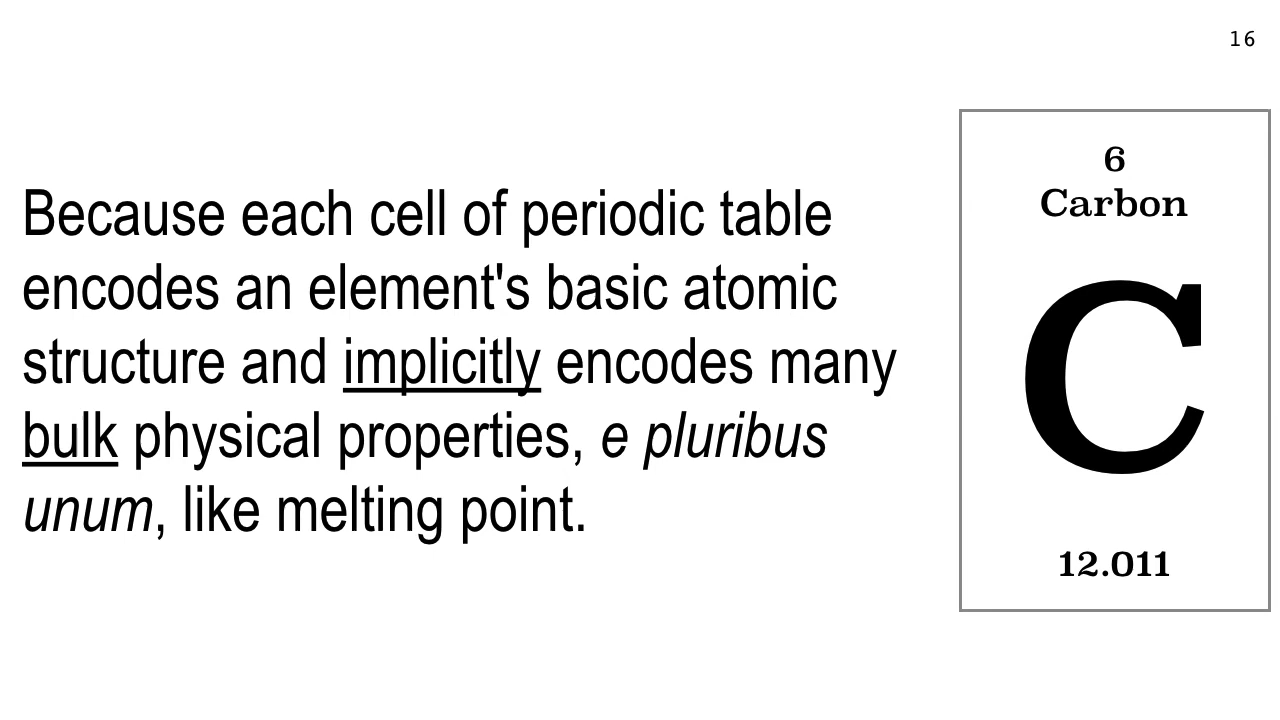 16
Because each cell of periodic table
encodes an element's basic atomic
structure and implicitly encodes many
bulk physical properties, e pluribus
unum, like melting point.
6
Carbon
C
12.011